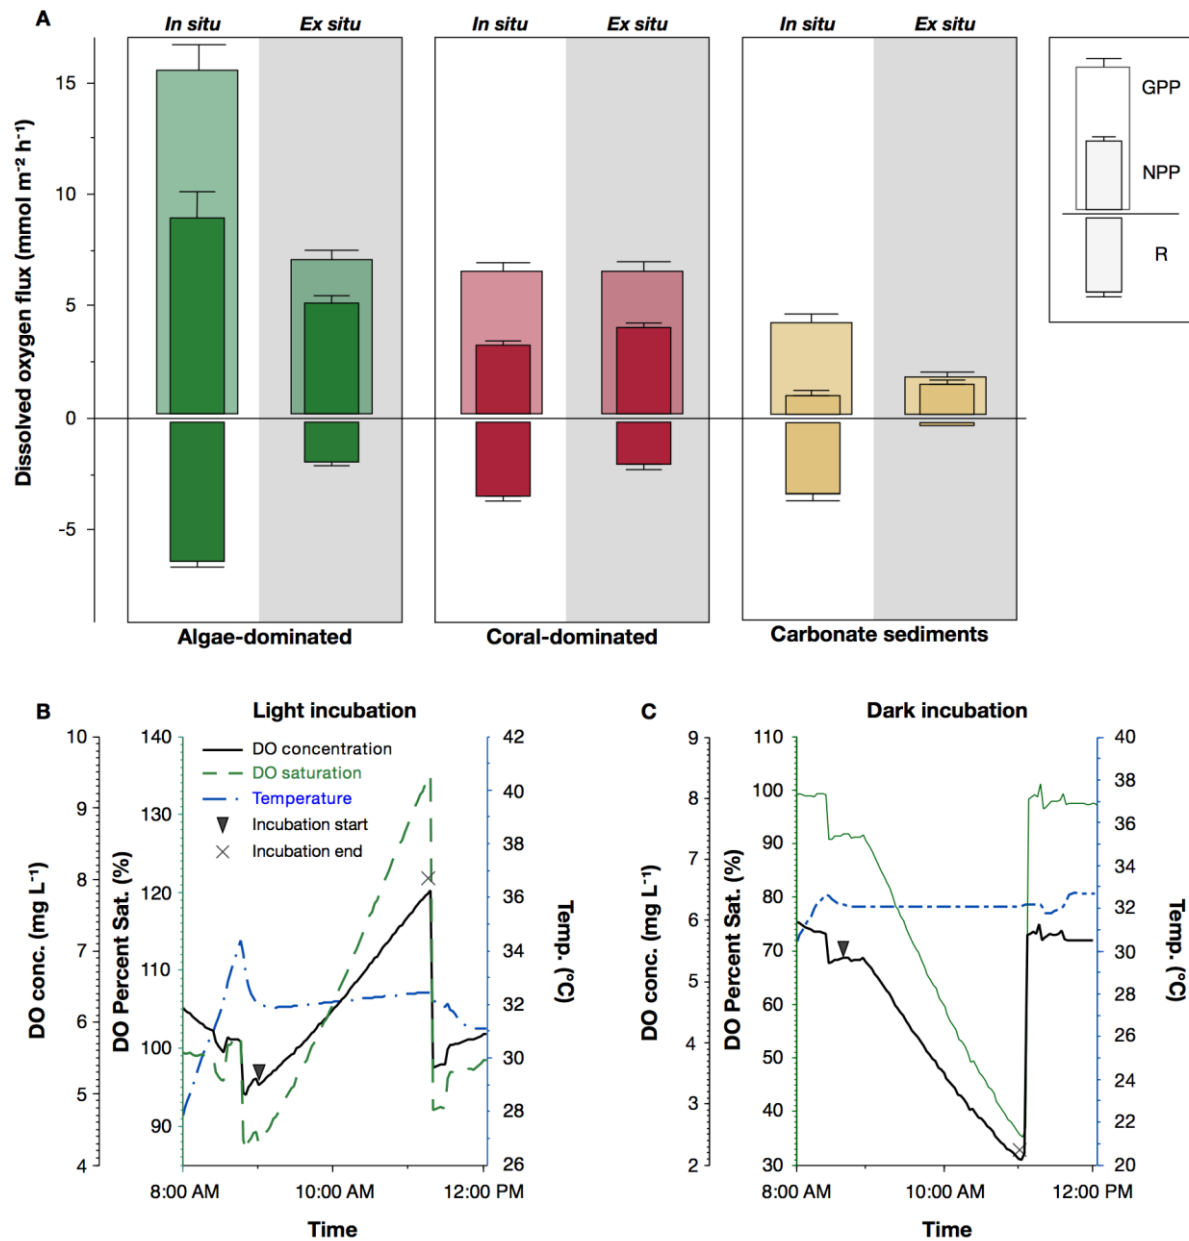 A
In situ Ex situ In situ Ex situ In situ Ex situ
Dissolved oxygen flux (mmol m⁻² h⁻¹)
15
10
5
0
-5
GPP
NPP
R
Algae-dominated Coral-dominated Carbonate sediments
B Light incubation
DO conc. (mg L⁻¹)
10
9
8
7
6
5
4
DO Percent Sat. (%)
140
130
120
110
100
90
DO concentration
DO saturation
Temperature
Incubation start
Incubation end
42
40
38
36
34
32
30
28
26
Temp. (°C)
8:00 AM 10:00 AM 12:00 PM
Time
C Dark incubation
DO conc. (mg L⁻¹)
9
8
7
6
5
4
3
2
DO Percent Sat. (%)
110
100
90
80
70
60
50
40
30
40
38
36
34
32
30
28
26
24
22
20
Temp. (°C)
8:00 AM 10:00 AM 12:00 PM
Time